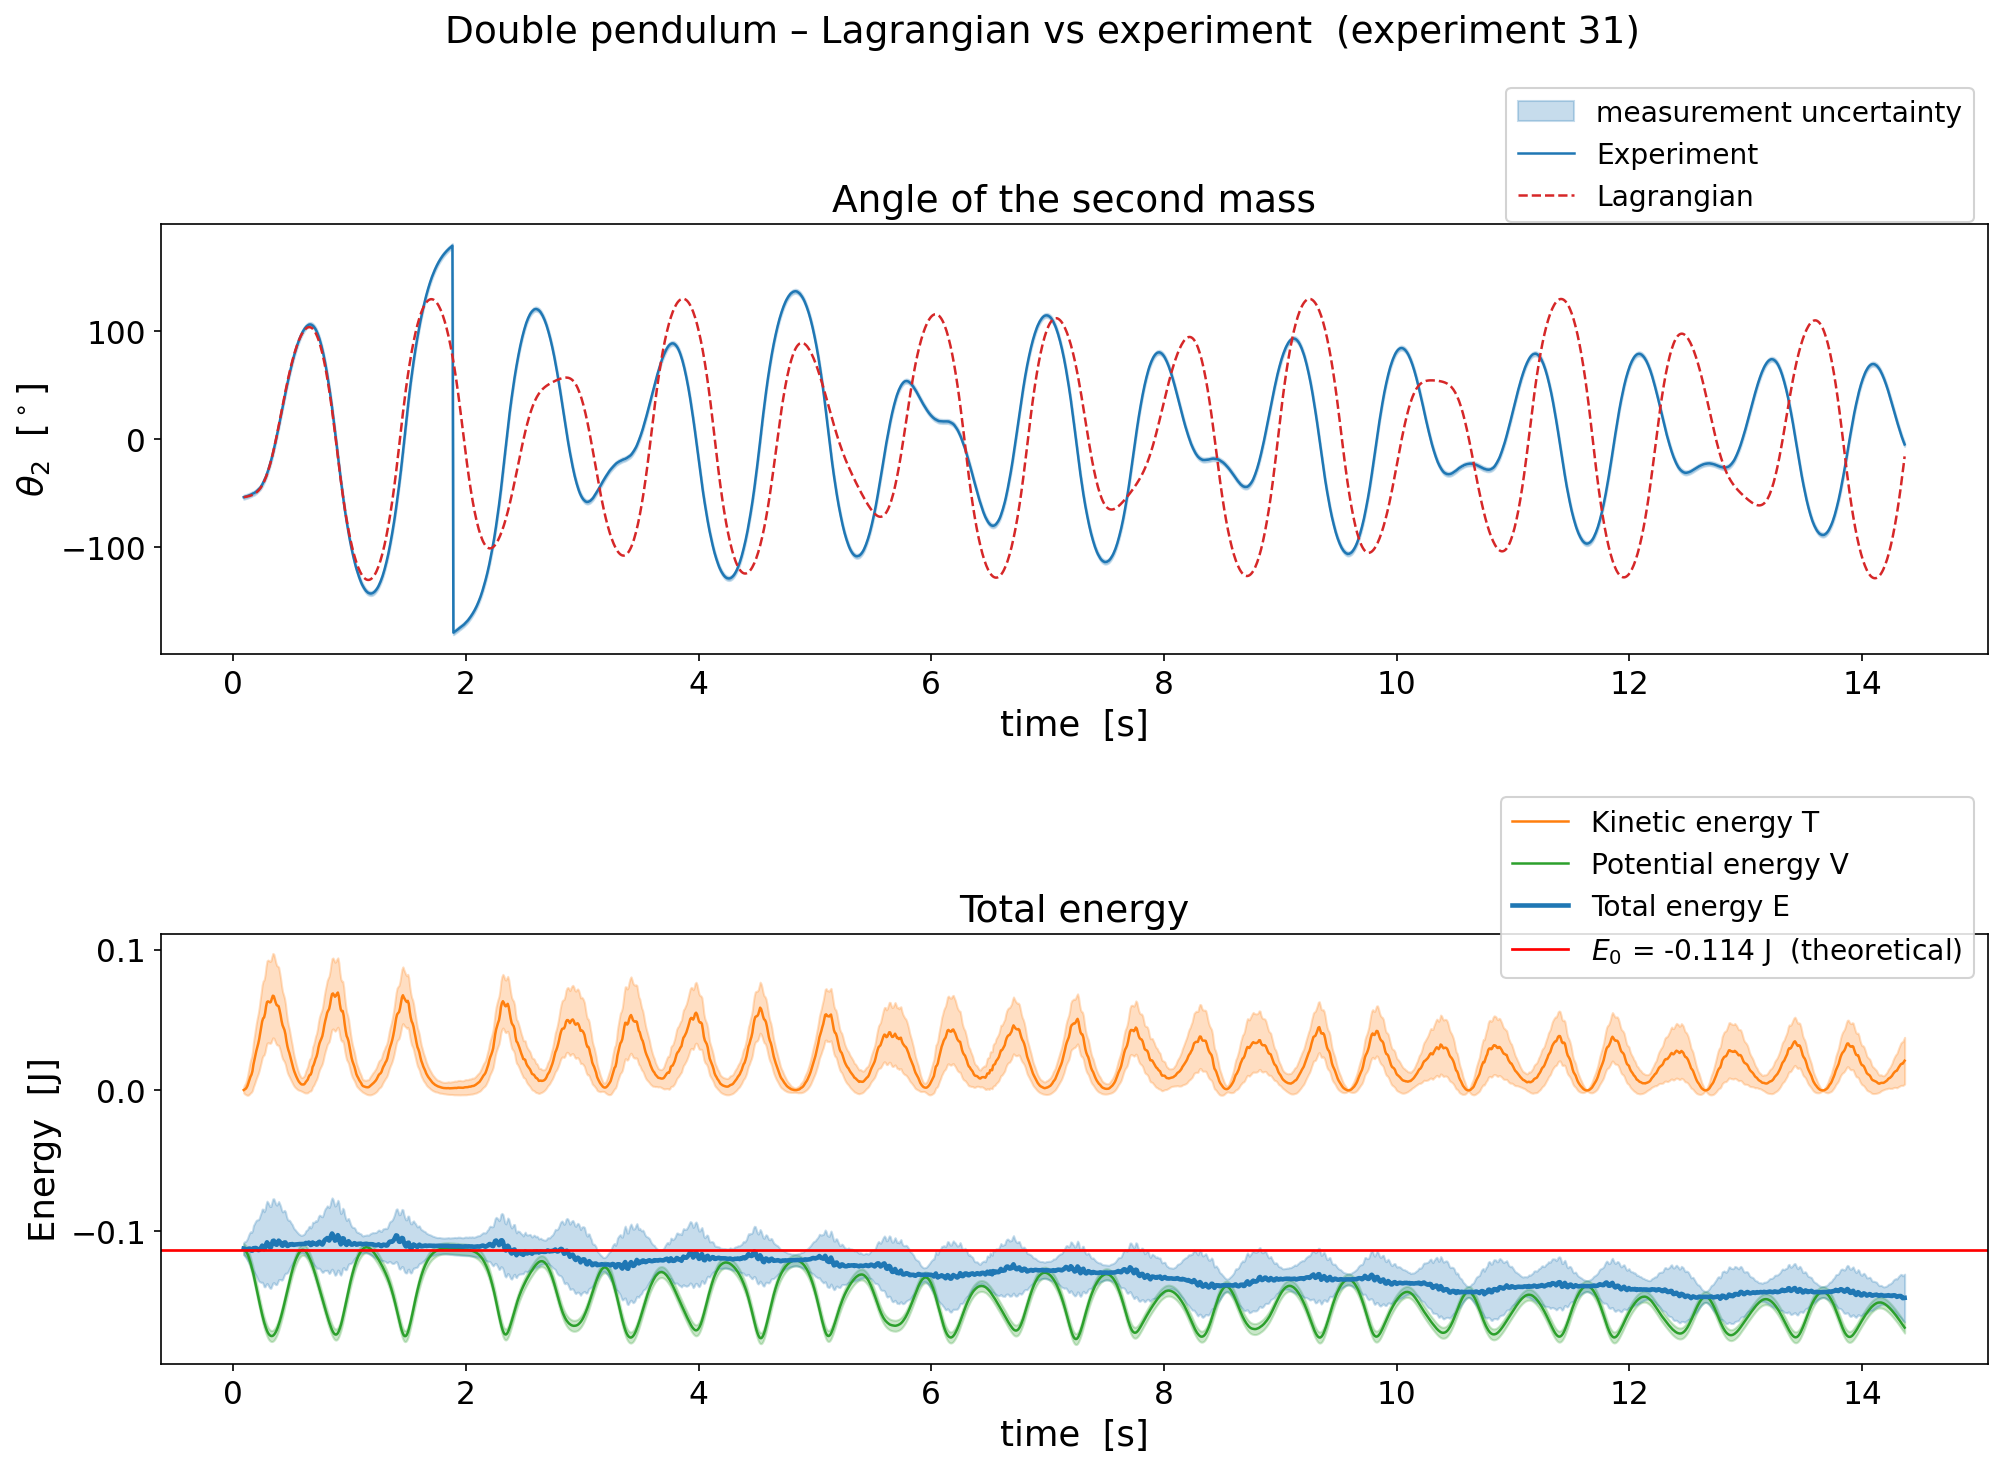 Double pendulum – Lagrangian vs experiment  (experiment 31)
measurement uncertainty
Experiment
Lagrangian
Angle of the second mass
100
0
−100
θ₂  [°]
0 2 4 6 8 10 12 14
time  [s]
Kinetic energy T
Potential energy V
Total energy E
E₀ = -0.114 J  (theoretical)
Total energy
0.1
0.0
−0.1
Energy  [J]
0 2 4 6 8 10 12 14
time  [s]